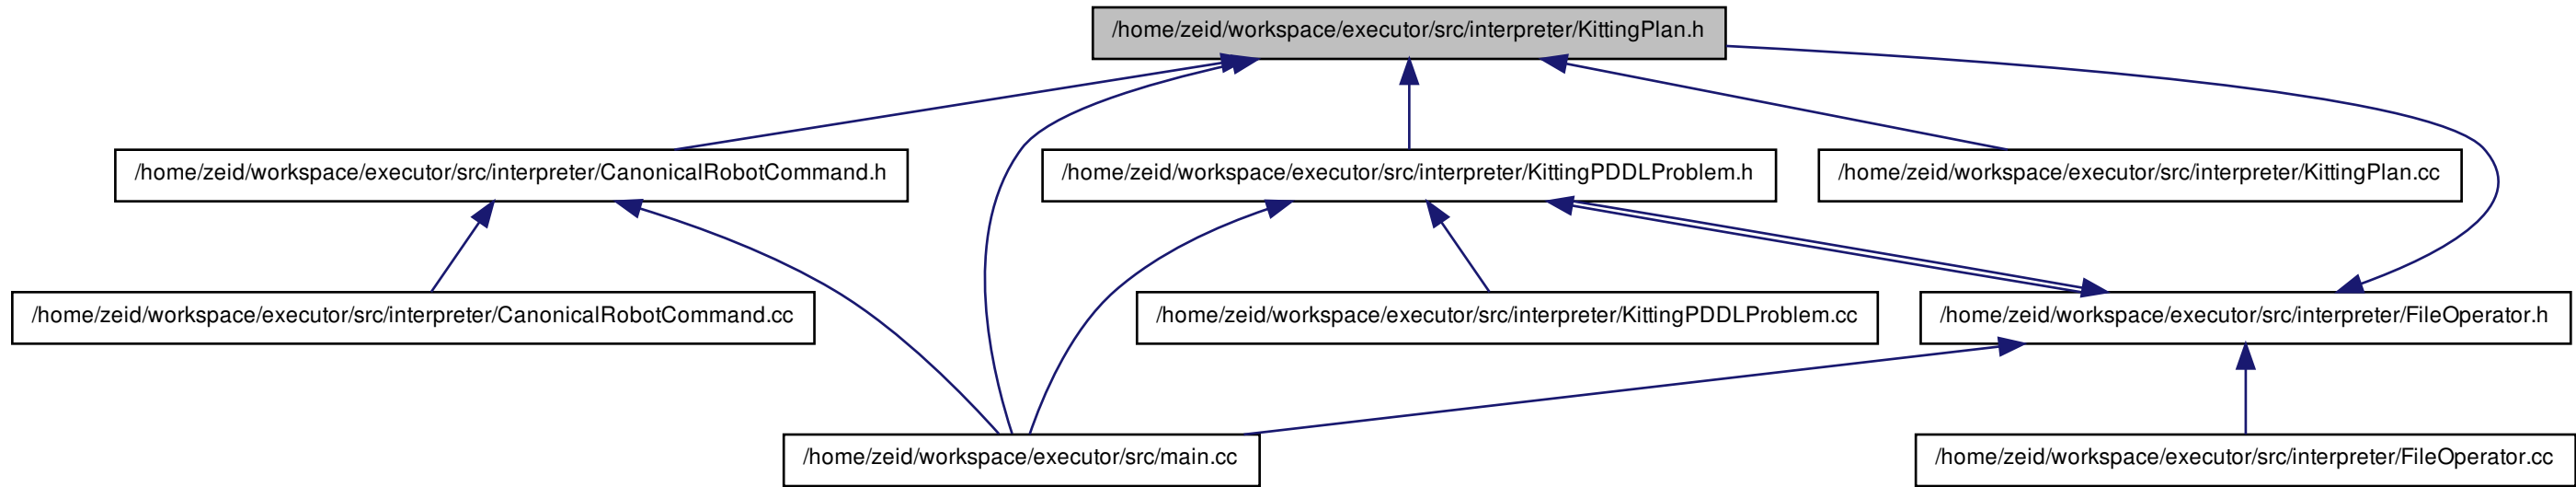 /home/zeid/workspace/executor/src/interpreter/KittingPlan.h
/home/zeid/workspace/executor/src/interpreter/CanonicalRobotCommand.h
/home/zeid/workspace/executor/src/interpreter/KittingPDDLProblem.h
/home/zeid/workspace/executor/src/interpreter/KittingPlan.cc
/home/zeid/workspace/executor/src/interpreter/CanonicalRobotCommand.cc
/home/zeid/workspace/executor/src/interpreter/KittingPDDLProblem.cc
/home/zeid/workspace/executor/src/interpreter/FileOperator.h
/home/zeid/workspace/executor/src/main.cc
/home/zeid/workspace/executor/src/interpreter/FileOperator.cc